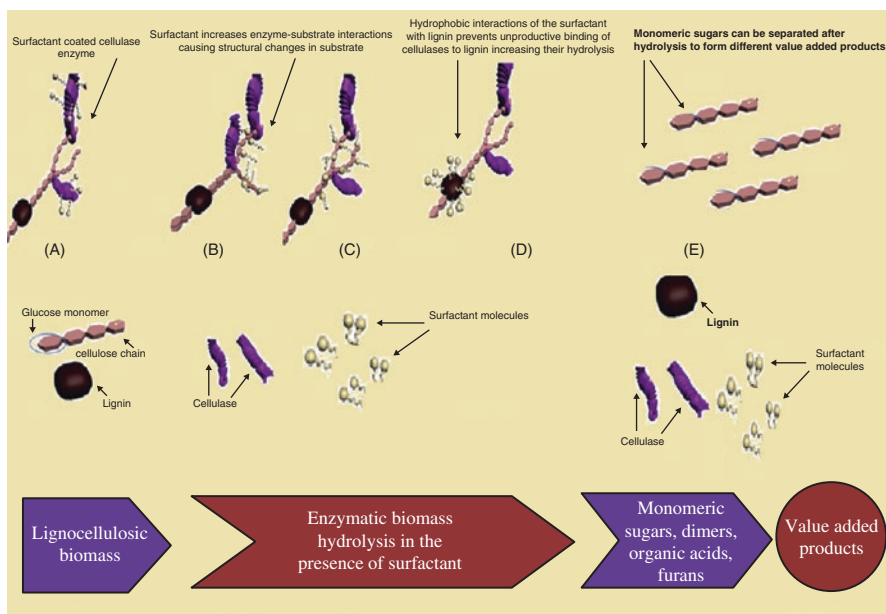 Surfactant coated cellulase
enzyme
Surfactant increases enzyme-substrate interactions
causing structural changes in substrate
Hydrophobic interactions of the surfactant
with lignin prevents unproductive binding of
cellulases to lignin increasing their hydrolysis
Monomeric sugars can be separated after
hydrolysis to form different value added products
(A)
(B)
(C)
(D)
(E)
Glucose monomer
cellulose chain
Lignin
Cellulase
Surfactant molecules
Lignin
Surfactant
molecules
Cellulase
Lignocellulosic
biomass
Enzymatic biomass
hydrolysis in the
presence of surfactant
Monomeric
sugars, dimers,
organic acids,
furans
Value added
products